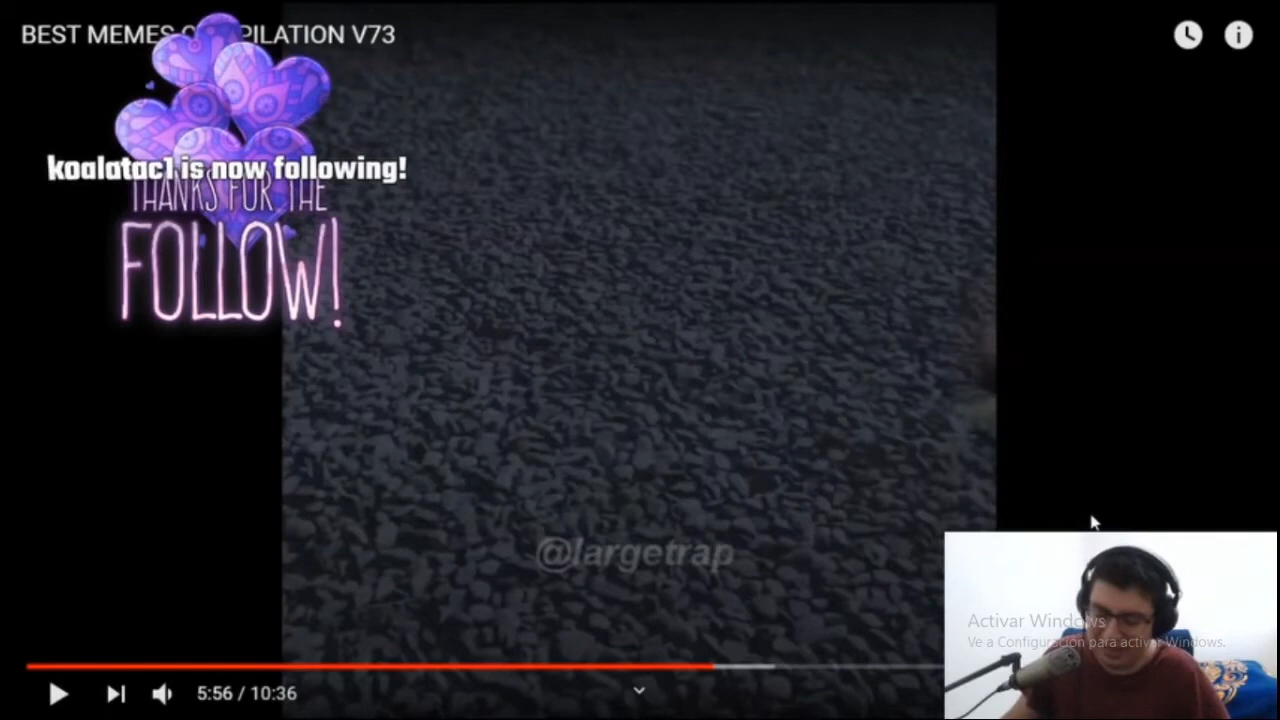 BEST MEMES COMPILATION V73
koalatac1 is now following!
THANKS FOR THE
FOLLOW!
@largetrap
Activar Windows
Ve a Configuración para activar Windows.
5:56 / 10:36